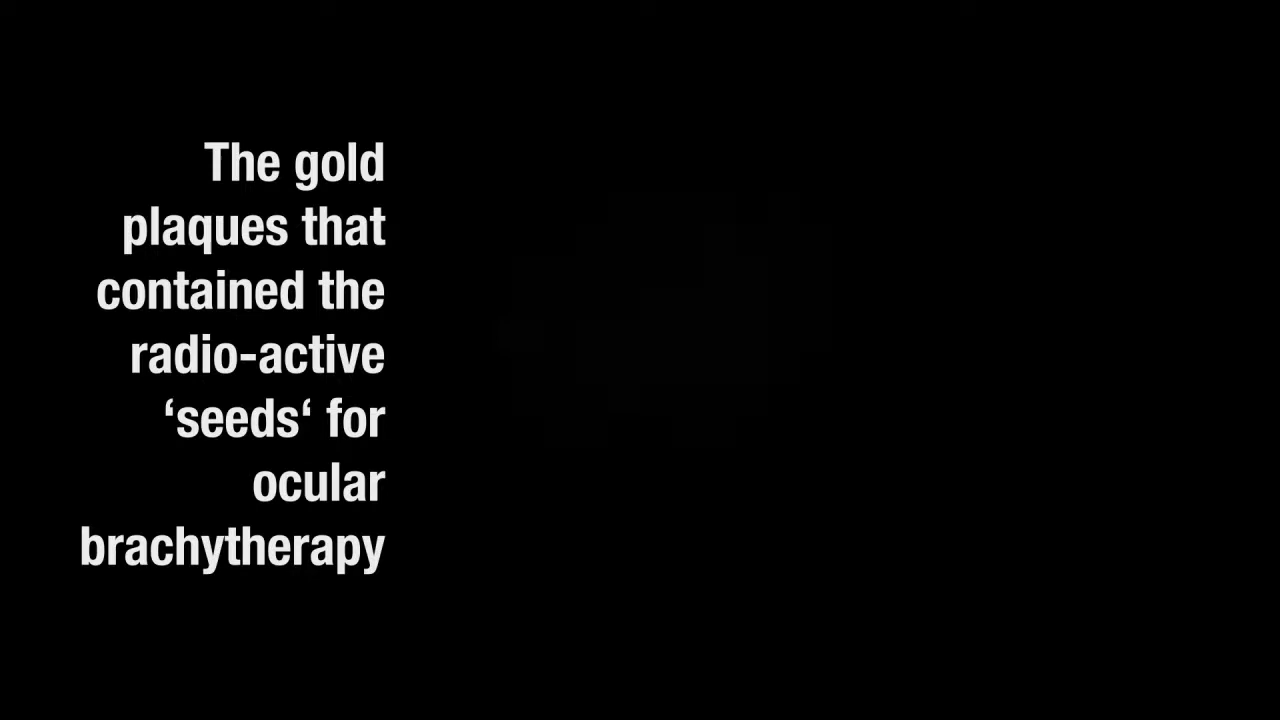 The gold
plaques that
contained the
radio-active
‘seeds‘ for
ocular
brachytherapy